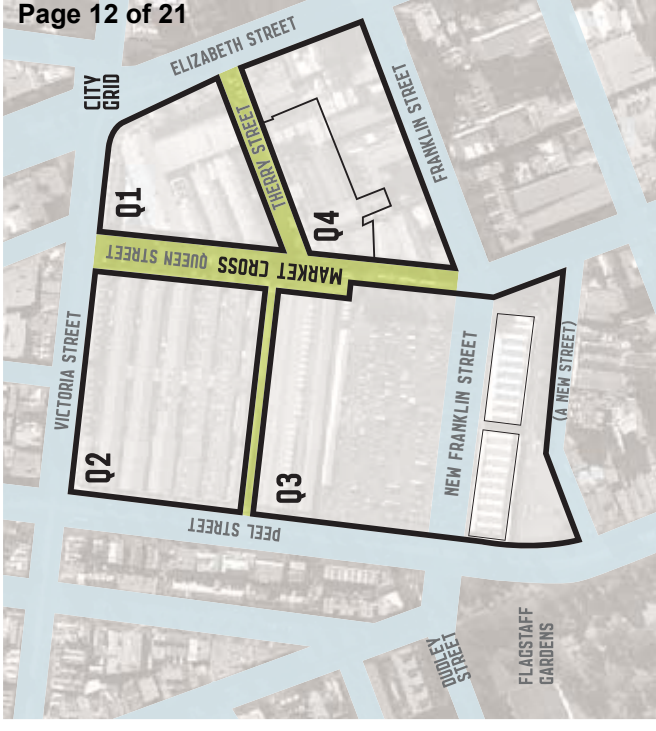 Page 12 of 21
ELIZABETH STREET
CITY
GRID
FRANKLIN STREET
THERRY STREET
Q1
Q4
QUEEN STREET
MARKET CROSS
VICTORIA STREET
Q2
Q3
NEW FRANKLIN STREET
(A NEW STREET)
PEEL STREET
DUDLEY
STREET
FLAGSTAFF
GARDENS